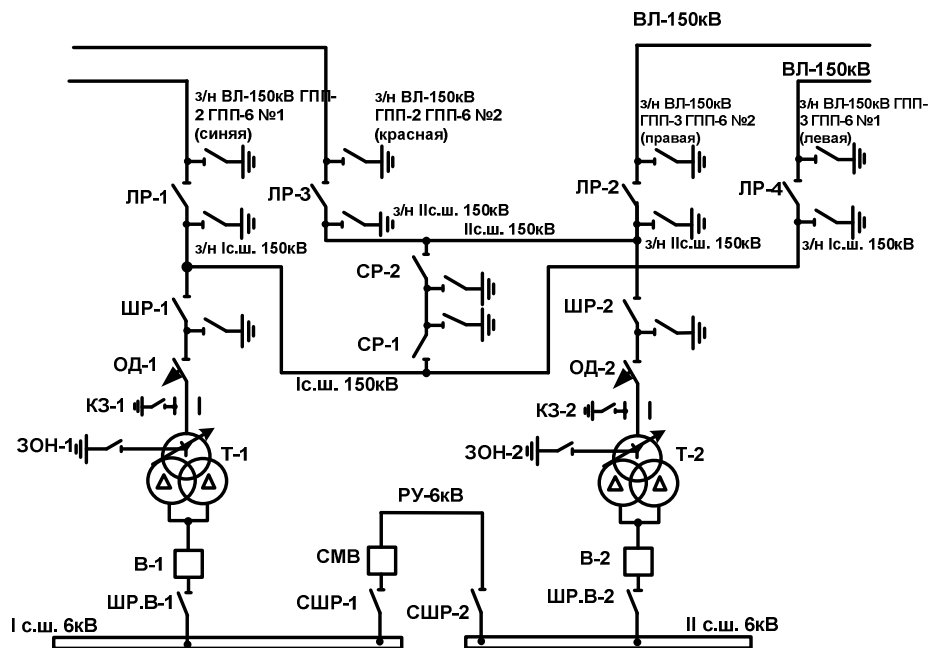 ВЛ-150кВ
ВЛ-150кВ
з/н ВЛ-150кВ ГПП-
2 ГПП-6 №1
(синяя)
з/н ВЛ-150кВ
ГПП-2 ГПП-6 №2
(красная)
з/н ВЛ-150кВ
ГПП-3 ГПП-6 №2
(правая)
з/н ВЛ-150кВ ГПП-
3 ГПП-6 №1
(левая)
ЛР-1
ЛР-3
ЛР-2
ЛР-4
з/н IIс.ш. 150кВ
IIс.ш. 150кВ
з/н Iс.ш. 150кВ
з/н IIс.ш. 150кВ
з/н Iс.ш. 150кВ
СР-2
ШР-1
ШР-2
СР-1
ОД-1
Iс.ш. 150кВ
ОД-2
КЗ-1
КЗ-2
ЗОН-1
Т-1
ЗОН-2
Т-2
РУ-6кВ
В-1
СМВ
В-2
ШР.В-1
СШР-1
СШР-2
ШР.В-2
I с.ш. 6кВ
II с.ш. 6кВ